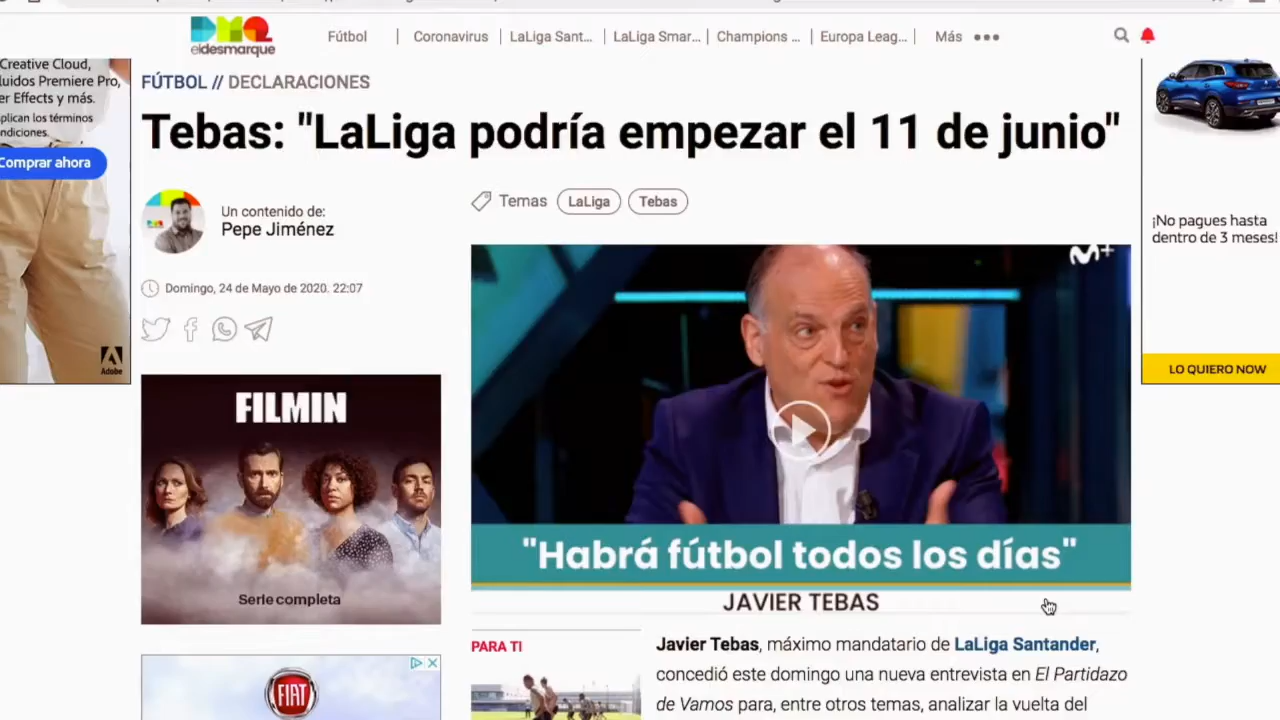 DMQ
eldesmarque
Fútbol
Coronavirus
LaLiga Sant...
LaLiga Smar...
Champions ...
Europa Leag...
Más
Creative Cloud,
luidos Premiere Pro,
er Effects y más.
plican los términos
ndiciones.
Comprar ahora
Adobe
FÚTBOL // DECLARACIONES
Tebas: "LaLiga podría empezar el 11 de junio"
Un contenido de:
Pepe Jiménez
Domingo, 24 de Mayo de 2020. 22:07
Temas
LaLiga
Tebas
M+
"Habrá fútbol todos los días"
JAVIER TEBAS
FILMIN
Serie completa
FIAT
PARA TI
Javier Tebas, máximo mandatario de LaLiga Santander,
concedió este domingo una nueva entrevista en El Partidazo
de Vamos para, entre otros temas, analizar la vuelta del
¡No pagues hasta
dentro de 3 meses!
LO QUIERO NOW